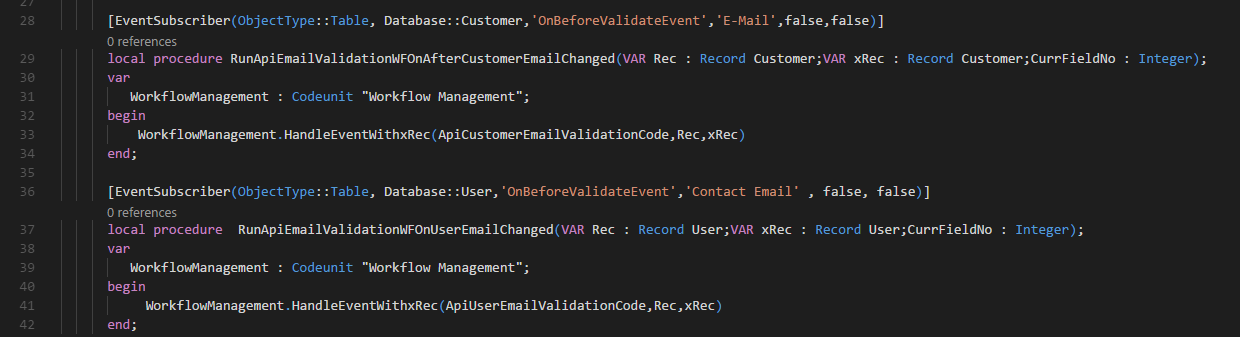 27
28 [EventSubscriber(ObjectType::Table, Database::Customer,'OnBeforeValidateEvent','E-Mail',false,false)]
0 references
29 local procedure RunApiEmailValidationWFOnAfterCustomerEmailChanged(VAR Rec : Record Customer;VAR xRec : Record Customer;CurrFieldNo : Integer);
30 var
31 WorkflowManagement : Codeunit "Workflow Management";
32 begin
33 WorkflowManagement.HandleEventWithxRec(ApiCustomerEmailValidationCode,Rec,xRec)
34 end;
35
36 [EventSubscriber(ObjectType::Table, Database::User,'OnBeforeValidateEvent','Contact Email' , false, false)]
0 references
37 local procedure  RunApiEmailValidationWFOnUserEmailChanged(VAR Rec : Record User;VAR xRec : Record User;CurrFieldNo : Integer);
38 var
39 WorkflowManagement : Codeunit "Workflow Management";
40 begin
41 WorkflowManagement.HandleEventWithxRec(ApiUserEmailValidationCode,Rec,xRec)
42 end;